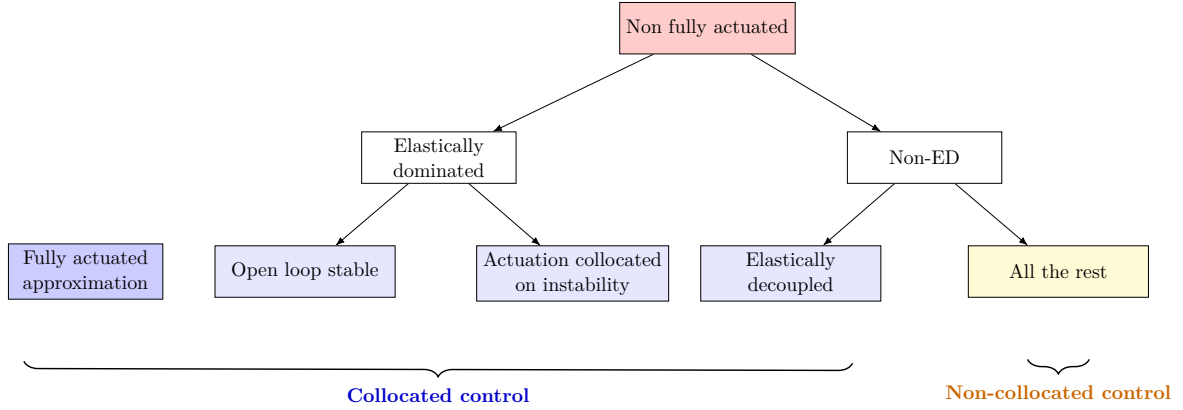 Non fully actuated
Elastically
dominated
Non-ED
Fully actuated
approximation
Open loop stable
Actuation collocated
on instability
Elastically
decoupled
All the rest
Collocated control
Non-collocated control